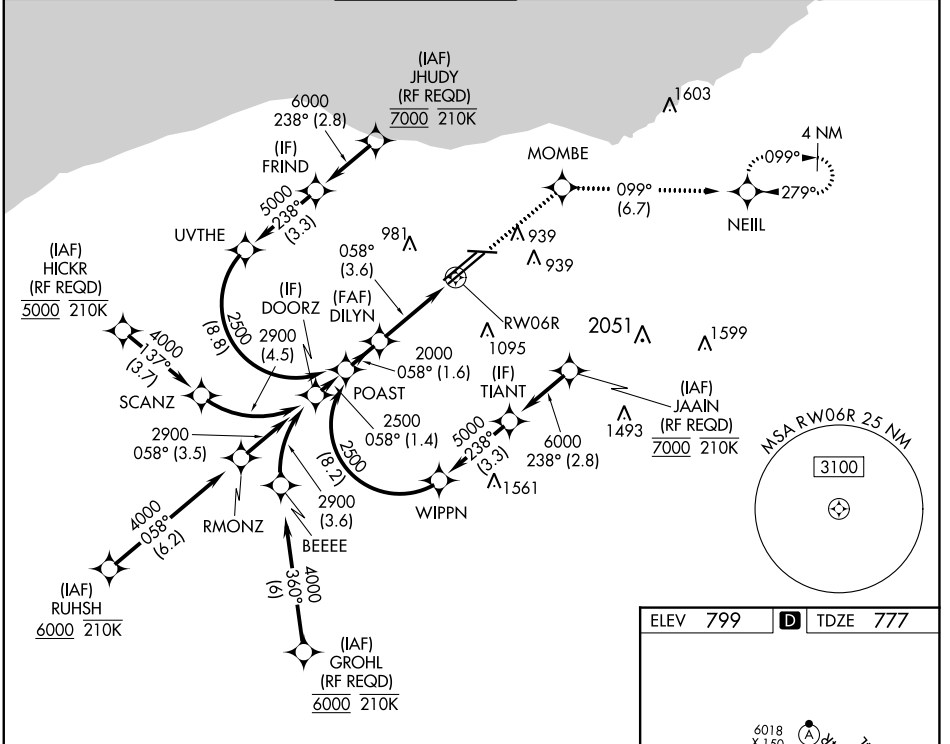 (IAF)
JHUDY
(RF REQD)
7000 210K
6000
238° (2.8)
(IF)
FRIND
5000
238°
(3.3)
UVTHE
1603
4 NM
MOMBE
099°
279°
099°
(6.7)
NEIIL
981
939
939
058°
(3.6)
(FAF)
DILYN
(IAF)
HICKR
(RF REQD)
5000 210K
(IF)
DOORZ
2500
(8.8)
2900
(4.5)
4000
137°
(3.7)
SCANZ
RW06R
1095
2051
1599
2000
058° (1.6)
POAST
(IF)
TIANT
(IAF)
JAAIN
(RF REQD)
7000 210K
1493
2500
058° (1.4)
5000
238°
(3.3)
6000
238° (2.8)
2900
058° (3.5)
2500
(8.2)
1561
WIPPN
MSA RW06R 25 NM
3100
2900
(3.6)
RMONZ
BEEEE
4000
058°
(6.2)
(IAF)
RUHSH
6000 210K
4000
360°
(6)
(IAF)
GROHL
(RF REQD)
6000 210K
ELEV 799 D TDZE 777
6018
X 150
A